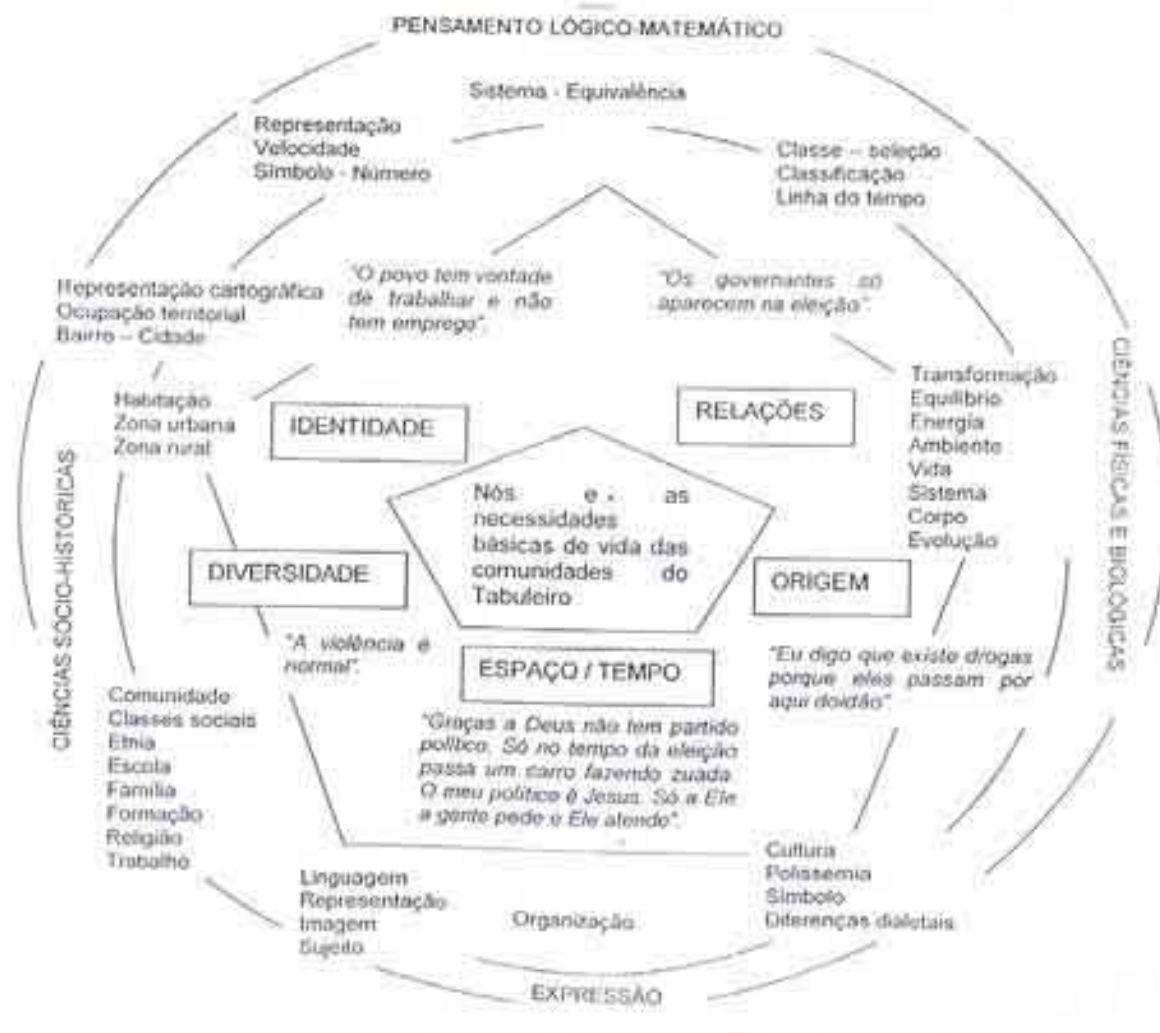 PENSAMENTO LÓGICO-MATEMÁTICO
Sistema - Equivalência
Representação
Velocidade
Símbolo - Número
Classe – seleção
Classificação
Linha do tempo
Representação cartográfica
Ocupação territorial
Bairro – Cidade
"O povo tem vontade
de trabalhar e não
tem emprego".
"Os governantes só
aparecem na eleição".
CIÊNCIAS FÍSICAS E BIOLÓGICAS
Habitação
Zona urbana
Zona rural
IDENTIDADE
RELAÇÕES
Transformação
Equilíbrio
Energia
Ambiente
Vida
Sistema
Corpo
Evolução
CIÊNCIAS SÓCIO-HISTÓRICAS
Nós e as
necessidades
básicas de vida das
comunidades do
Tabuleiro
DIVERSIDADE
ORIGEM
"A violência é
normal".
ESPAÇO / TEMPO
"Eu digo que existe drogas
porque eles passam por
aqui doidão"
"Graças a Deus não tem partido
político. Só no tempo da eleição
passa um carro fazendo zuada.
O meu político é Jesus. Só a Ele
a gente pede e Ele atende".
Comunidade
Classes sociais
Etnia
Escola
Família
Formação
Religião
Trabalho
Linguagem
Representação
Imagem
Sujeito
Organização
Cultura
Polissemia
Símbolo
Diferenças dialetais
EXPRESSÃO